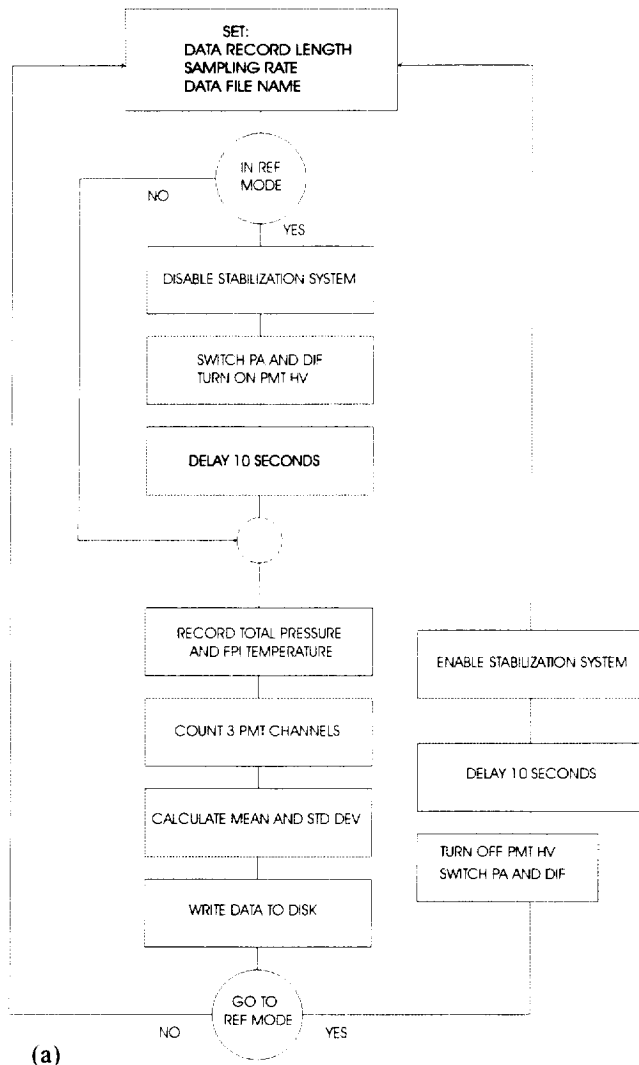 SET:
DATA RECORD LENGTH
SAMPLING RATE
DATA FILE NAME
IN REF
MODE
NO
YES
DISABLE STABILIZATION SYSTEM
SWITCH PA AND DIF
TURN ON PMT HV
DELAY 10 SECONDS
RECORD TOTAL PRESSURE
AND FPI TEMPERATURE
COUNT 3 PMT CHANNELS
CALCULATE MEAN AND STD DEV
WRITE DATA TO DISK
GO TO
REF MODE
NO
YES
ENABLE STABILIZATION SYSTEM
DELAY 10 SECONDS
TURN OFF PMT HV
SWITCH PA AND DIF
(a)